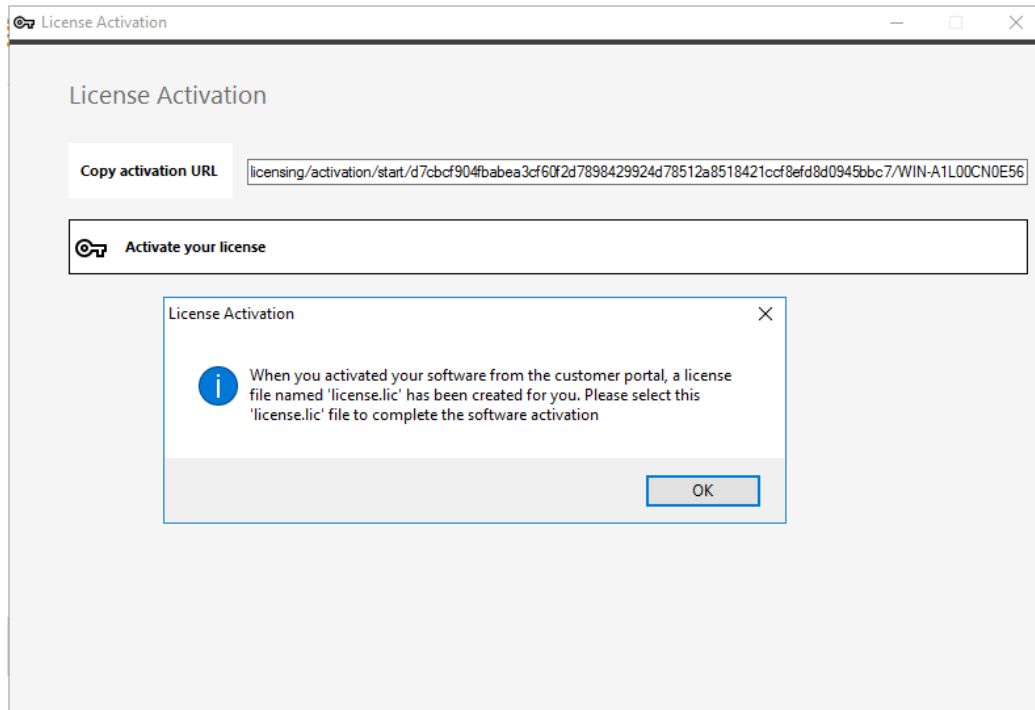 License Activation
License Activation
Copy activation URL
licensing/activation/start/d7cbcf904fbabea3cf60f2d7898429924d78512a8518421ccf8efd8d0945bbc7/WIN-A1L00CN0E56
Activate your license
License Activation
When you activated your software from the customer portal, a license
file named 'license.lic' has been created for you. Please select this
'license.lic' file to complete the software activation
OK